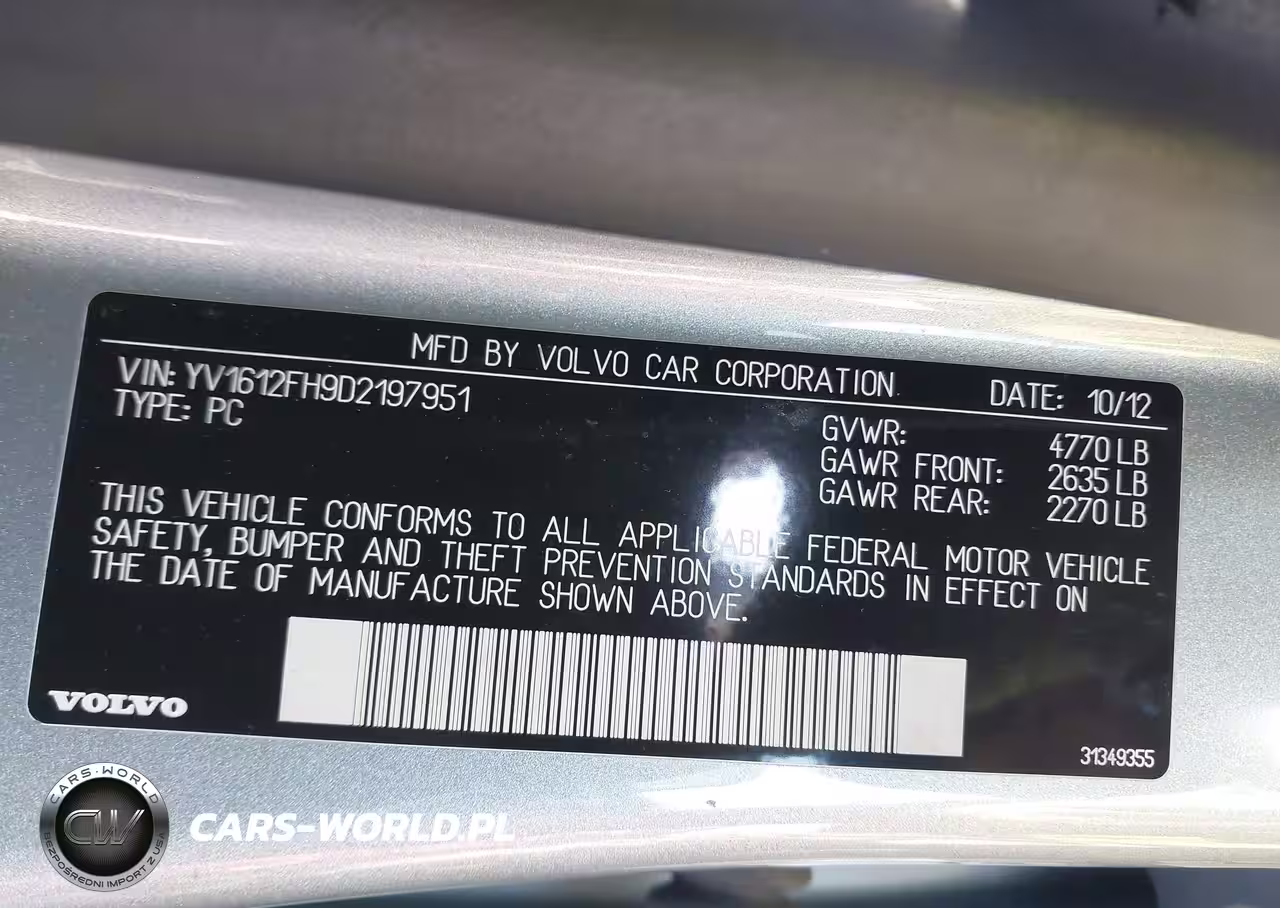 MFD BY VOLVO CAR CORPORATION.
DATE: 10/12
VIN: YV1612FH9D2197951
TYPE: PC
GVWR: 4770 LB
GAWR FRONT: 2635 LB
GAWR REAR: 2270 LB
THIS VEHICLE CONFORMS TO ALL APPLICABLE FEDERAL MOTOR VEHICLE
SAFETY, BUMPER AND THEFT PREVENTION STANDARDS IN EFFECT ON
THE DATE OF MANUFACTURE SHOWN ABOVE.
VOLVO
31349355
CARS-WORLD
CW
BEZPOŚREDNI IMPORT Z USA
CARS-WORLD.PL